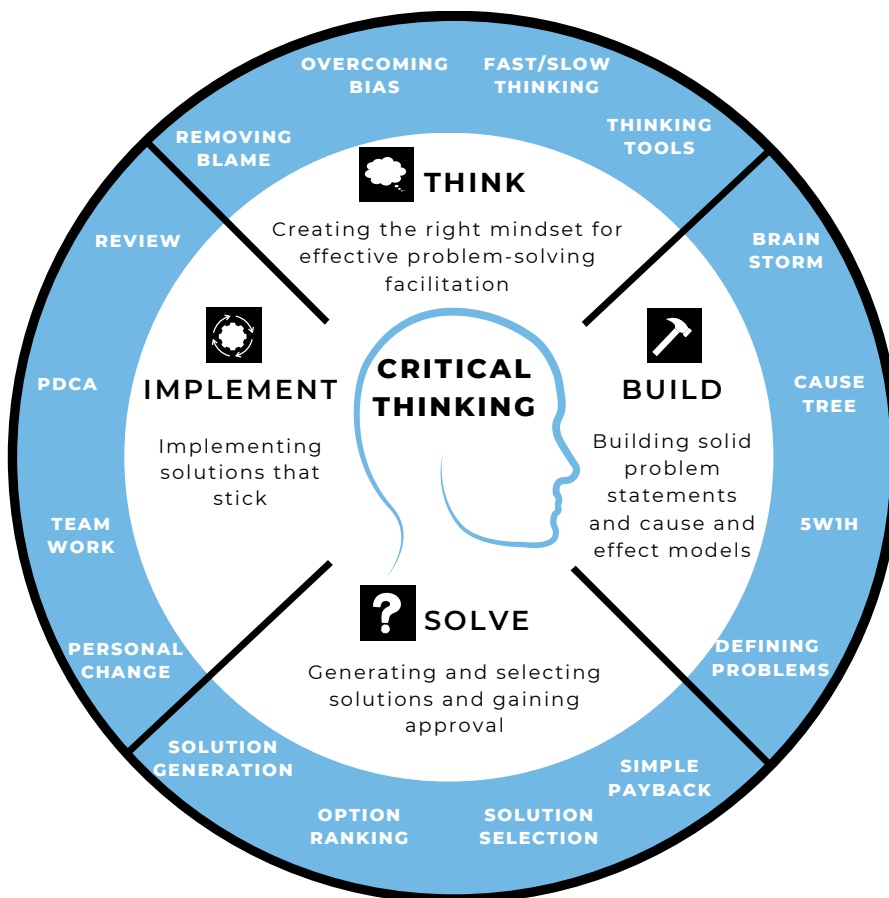 OVERCOMING
BIAS
FAST/SLOW
THINKING
REMOVING
BLAME
THINKING
TOOLS
THINK
Creating the right mindset for
effective problem-solving
facilitation
REVIEW
PDCA
TEAM
WORK
PERSONAL
CHANGE
IMPLEMENT
Implementing
solutions that
stick
CRITICAL
THINKING
BUILD
Building solid
problem
statements
and cause and
effect models
BRAIN
STORM
CAUSE
TREE
5W1H
DEFINING
PROBLEMS
SOLVE
Generating and selecting
solutions and gaining
approval
SOLUTION
GENERATION
OPTION
RANKING
SOLUTION
SELECTION
SIMPLE
PAYBACK